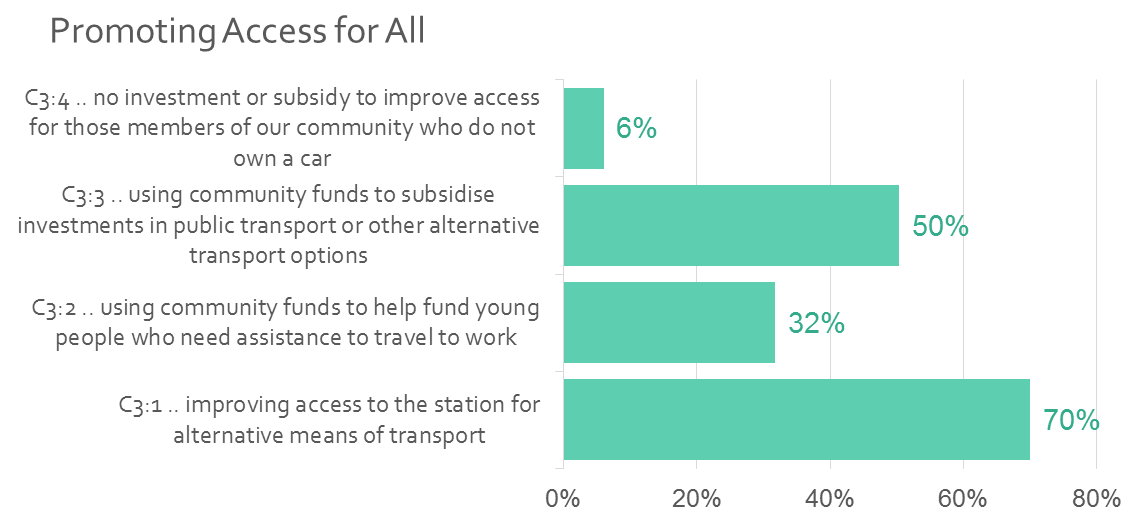 Promoting Access for All
C3:4 .. no investment or subsidy to improve access
for those members of our community who do not
own a car
6%
C3:3 .. using community funds to subsidise
investments in public transport or other alternative
transport options
50%
C3:2 .. using community funds to help fund young
people who need assistance to travel to work
32%
C3:1 .. improving access to the station for
alternative means of transport
70%
0% 20% 40% 60% 80%